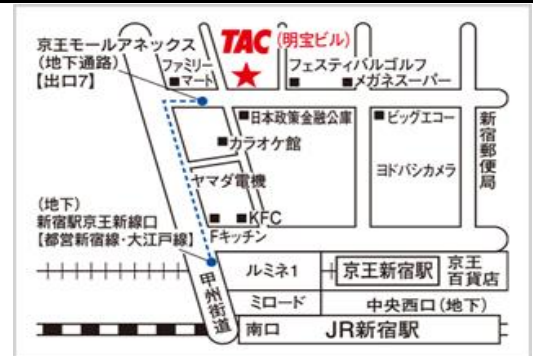 京王モールアネックス
(地下通路)
【出口7】
TAC(明宝ビル)
ファミリー
マート
フェスティバルゴルフ
メガネスーパー
日本政策金融公庫
ビッグエコー
新宿郵便局
カラオケ館
ヨドバシカメラ
ヤマダ電機
KFC
Fキッチン
(地下)
新宿駅京王新線口
【都営新宿線・大江戸線】
甲州街道
ルミネ1
京王新宿駅
京王
百貨店
ミロード
中央西口(地下)
南口
JR新宿駅